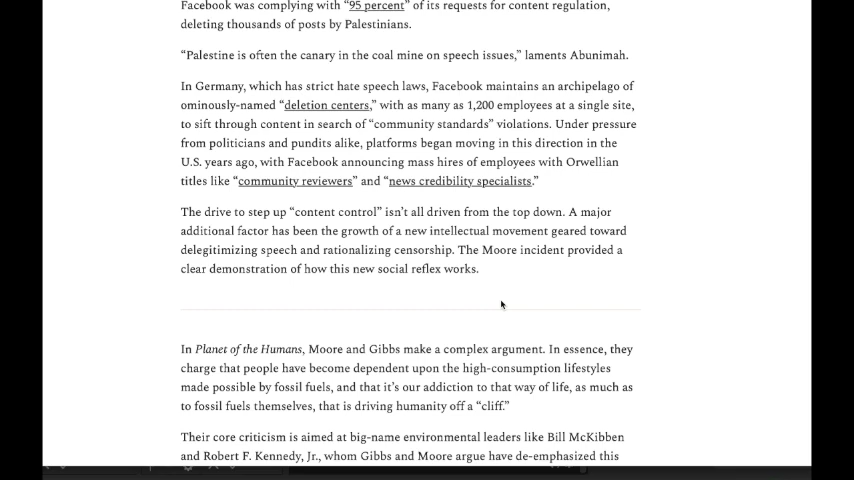 Facebook was complying with “95 percent” of its requests for content regulation,
deleting thousands of posts by Palestinians.
“Palestine is often the canary in the coal mine on speech issues,” laments Abunimah.
In Germany, which has strict hate speech laws, Facebook maintains an archipelago of
ominously-named “deletion centers,” with as many as 1,200 employees at a single site,
to sift through content in search of “community standards” violations. Under pressure
from politicians and pundits alike, platforms began moving in this direction in the
U.S. years ago, with Facebook announcing mass hires of employees with Orwellian
titles like “community reviewers” and “news credibility specialists.”
The drive to step up “content control” isn’t all driven from the top down. A major
additional factor has been the growth of a new intellectual movement geared toward
delegitimizing speech and rationalizing censorship. The Moore incident provided a
clear demonstration of how this new social reflex works.
In Planet of the Humans, Moore and Gibbs make a complex argument. In essence, they
charge that people have become dependent upon the high-consumption lifestyles
made possible by fossil fuels, and that it’s our addiction to that way of life, as much as
to fossil fuels themselves, that is driving humanity off a “cliff.”
Their core criticism is aimed at big-name environmental leaders like Bill McKibben
and Robert F. Kennedy, Jr., whom Gibbs and Moore argue have de-emphasized this